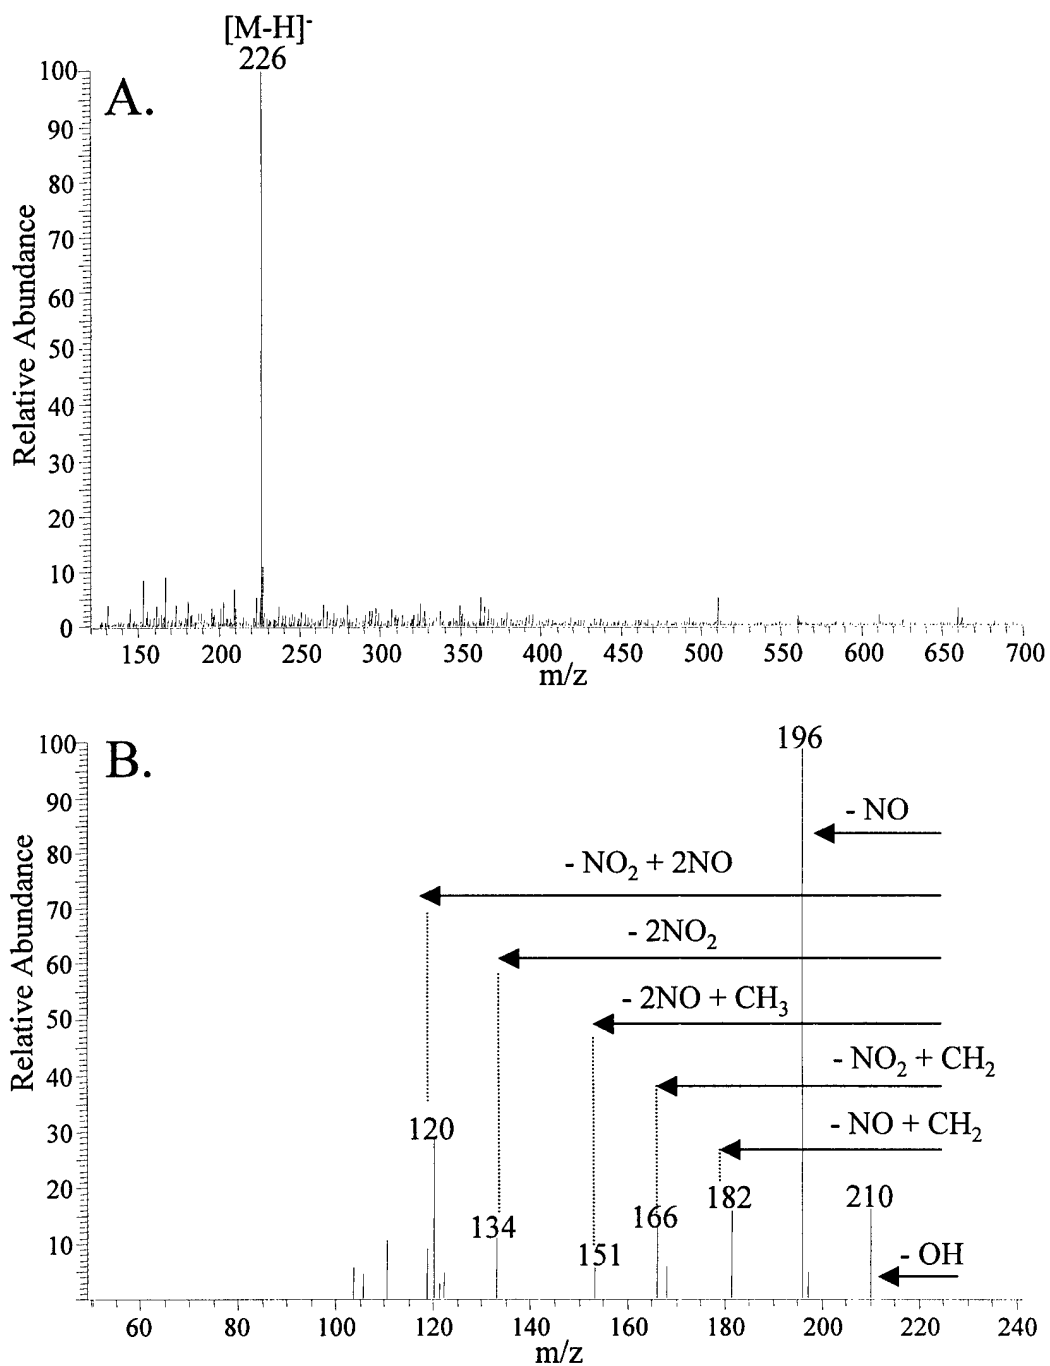 [M-H]-
226
A.
100
90
80
70
60
50
40
30
20
10
0
Relative Abundance
150 200 250 300 350 400 450 500 550 600 650 700
m/z
B.
196
- NO
- NO2 + 2NO
- 2NO2
- 2NO + CH3
- NO2 + CH2
- NO + CH2
120
134
151
166
182
210
- OH
100
90
80
70
60
50
40
30
20
10
Relative Abundance
60 80 100 120 140 160 180 200 220 240
m/z